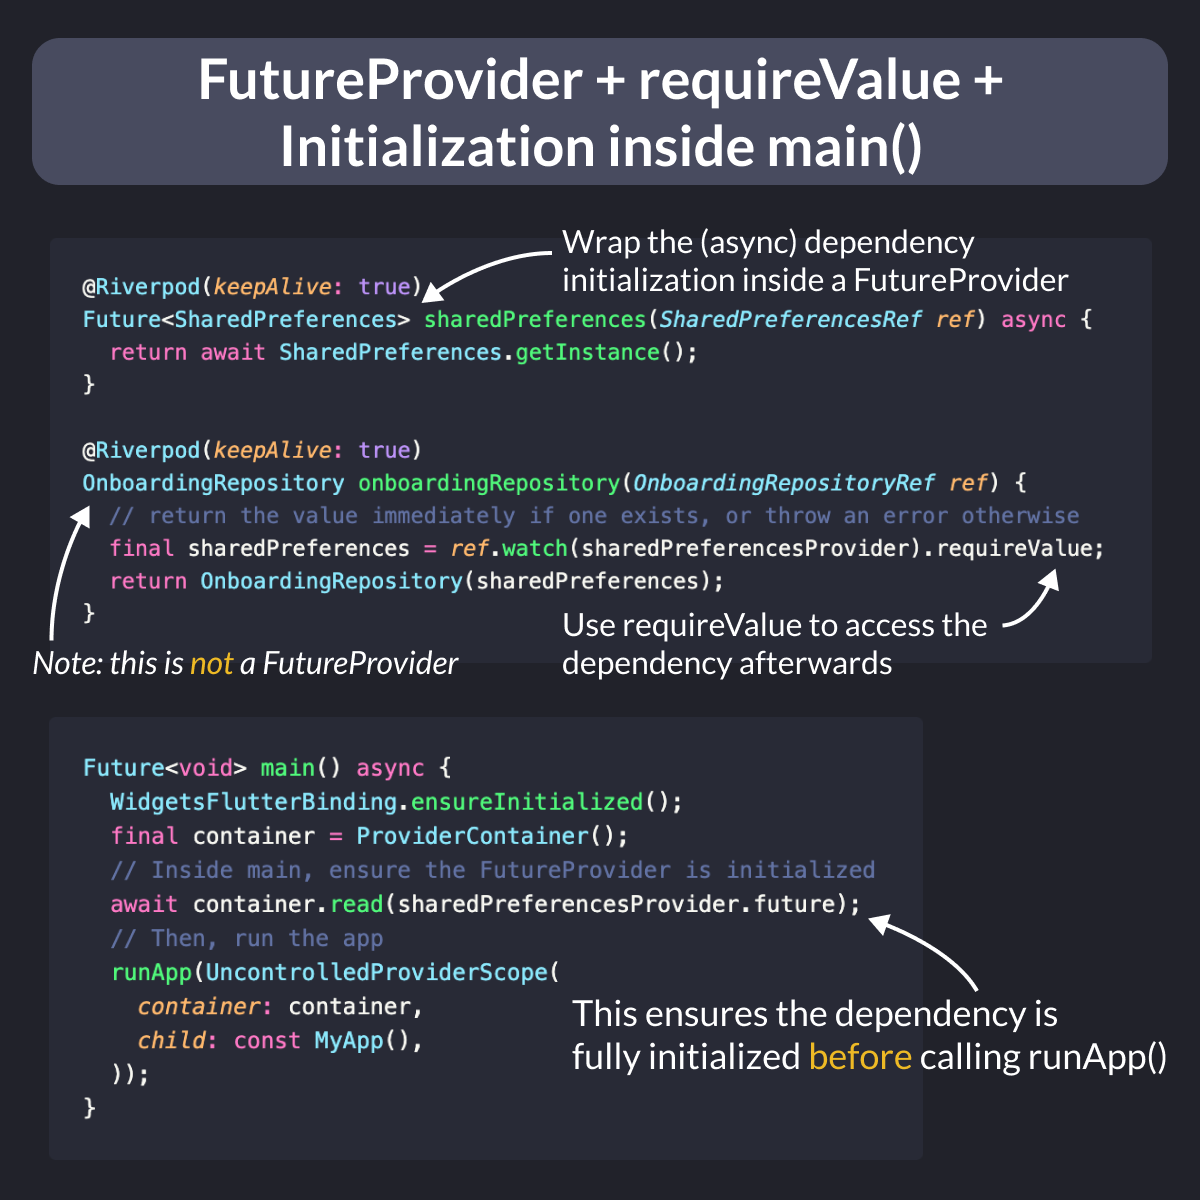 FutureProvider + requireValue +
Initialization inside main()
Wrap the (async) dependency
initialization inside a FutureProvider
@Riverpod(keepAlive: true)
Future<SharedPreferences> sharedPreferences(SharedPreferencesRef ref) async {
  return await SharedPreferences.getInstance();
}
@Riverpod(keepAlive: true)
OnboardingRepository onboardingRepository(OnboardingRepositoryRef ref) {
  // return the value immediately if one exists, or throw an error otherwise
  final sharedPreferences = ref.watch(sharedPreferencesProvider).requireValue;
  return OnboardingRepository(sharedPreferences);
}
Use requireValue to access the
dependency afterwards
Note: this is not a FutureProvider
Future<void> main() async {
  WidgetsFlutterBinding.ensureInitialized();
  final container = ProviderContainer();
  // Inside main, ensure the FutureProvider is initialized
  await container.read(sharedPreferencesProvider.future);
  // Then, run the app
  runApp(UncontrolledProviderScope(
    container: container,
    child: const MyApp(),
  ));
}
This ensures the dependency is
fully initialized before calling runApp()